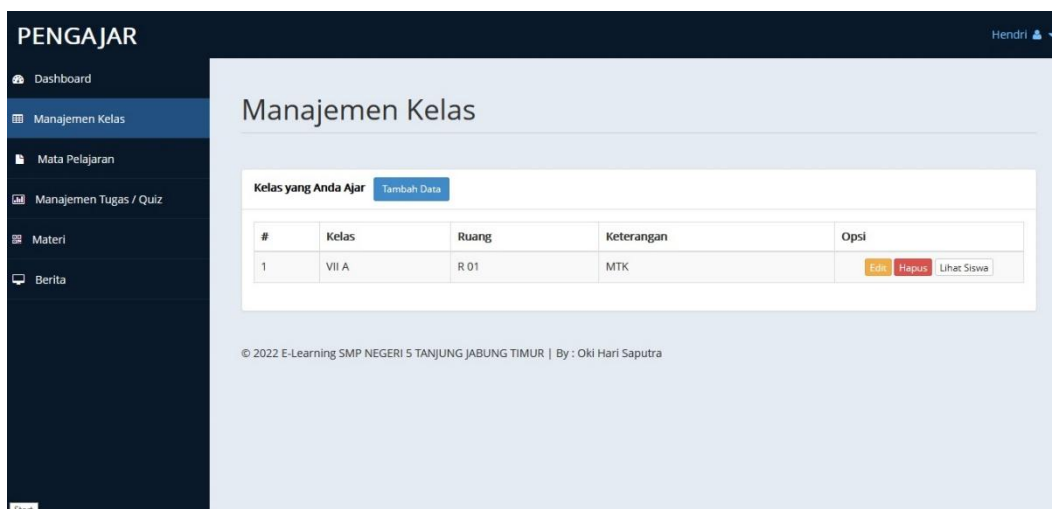 PENGAJAR
Hendri
Dashboard
Manajemen Kelas
Mata Pelajaran
Manajemen Tugas / Quiz
Materi
Berita
Manajemen Kelas
Kelas yang Anda Ajar Tambah Data
# Kelas Ruang Keterangan Opsi
1 VII A R 01 MTK Edit Hapus Lihat Siswa
© 2022 E-Learning SMP NEGERI 5 TANJUNG JABUNG TIMUR | By : Oki Hari Saputra